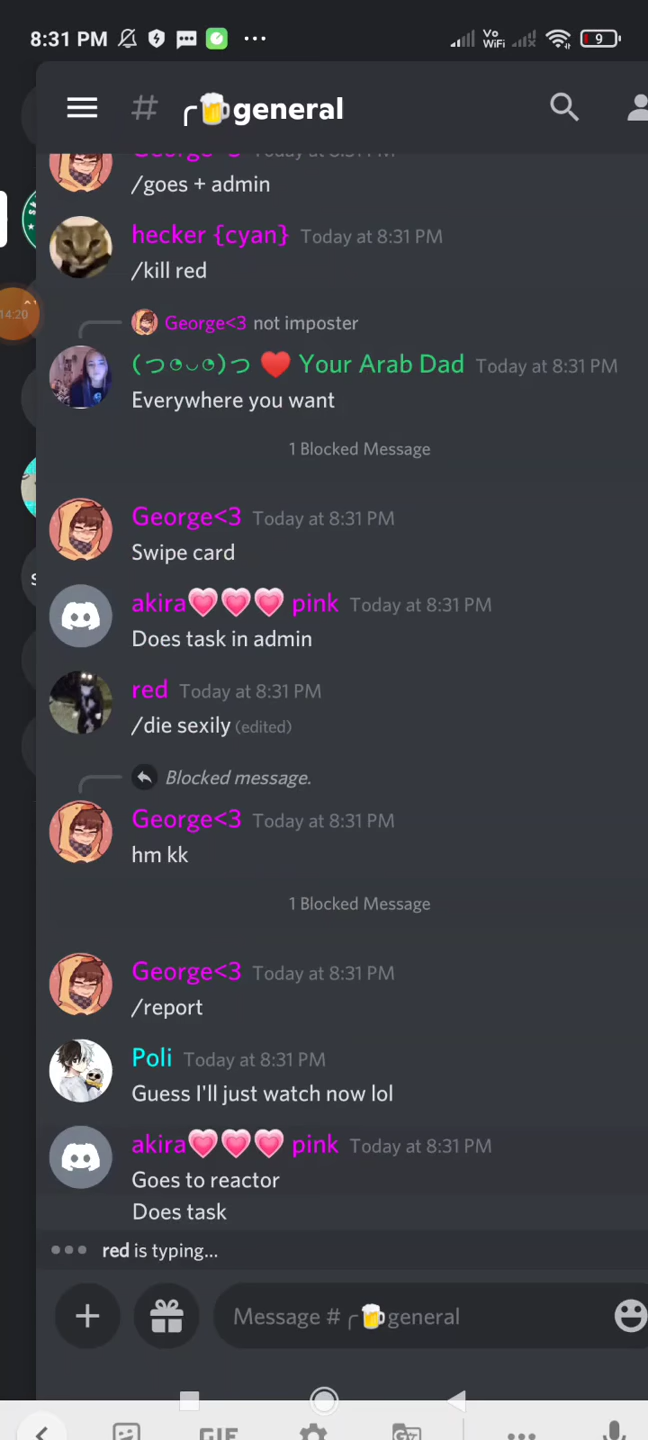 8:31 PM
Vo
WiFi
9
# ╭🍺general
/goes + admin
hecker {cyan} Today at 8:31 PM
/kill red
George<3 not imposter
(つ◔◡◔)つ ❤️ Your Arab Dad Today at 8:31 PM
Everywhere you want
1 Blocked Message
George<3 Today at 8:31 PM
Swipe card
akira💗💗💗 pink Today at 8:31 PM
Does task in admin
red Today at 8:31 PM
/die sexily (edited)
Blocked message.
George<3 Today at 8:31 PM
hm kk
1 Blocked Message
George<3 Today at 8:31 PM
/report
Poli Today at 8:31 PM
Guess I'll just watch now lol
akira💗💗💗 pink Today at 8:31 PM
Goes to reactor
Does task
red is typing...
Message # ╭🍺general
14:20
GIF